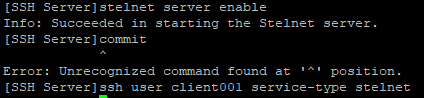 [SSH Server]stelnet server enable
Info: Succeeded in starting the Stelnet server.
[SSH Server]commit
            ^
Error: Unrecognized command found at '^' position.
[SSH Server]ssh user client001 service-type stelnet